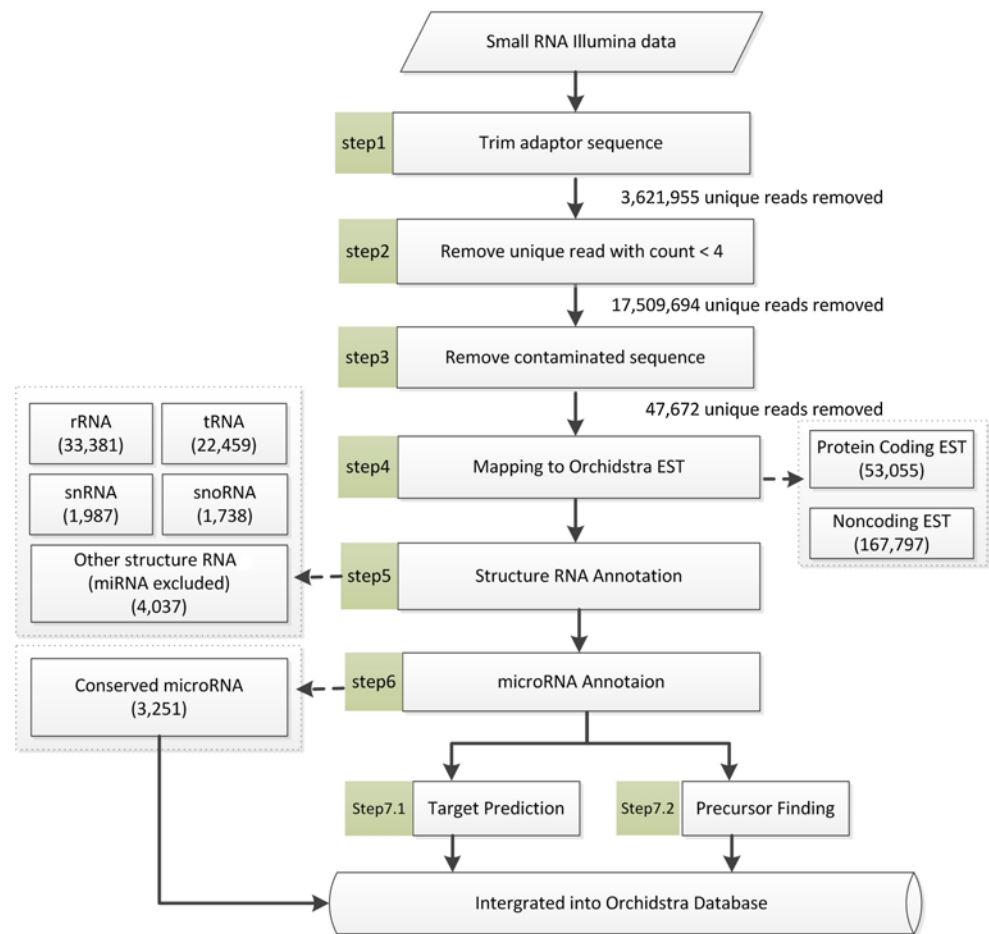 Small RNA Illumina data
step1
Trim adaptor sequence
3,621,955 unique reads removed
step2
Remove unique read with count < 4
17,509,694 unique reads removed
step3
Remove contaminated sequence
47,672 unique reads removed
rRNA
(33,381)
tRNA
(22,459)
snRNA
(1,987)
snoRNA
(1,738)
Other structure RNA
(miRNA excluded)
(4,037)
step4
Mapping to Orchidstra EST
Protein Coding EST
(53,055)
Noncoding EST
(167,797)
step5
Structure RNA Annotation
Conserved microRNA
(3,251)
step6
microRNA Annotaion
Step7.1
Target Prediction
Step7.2
Precursor Finding
Intergrated into Orchidstra Database